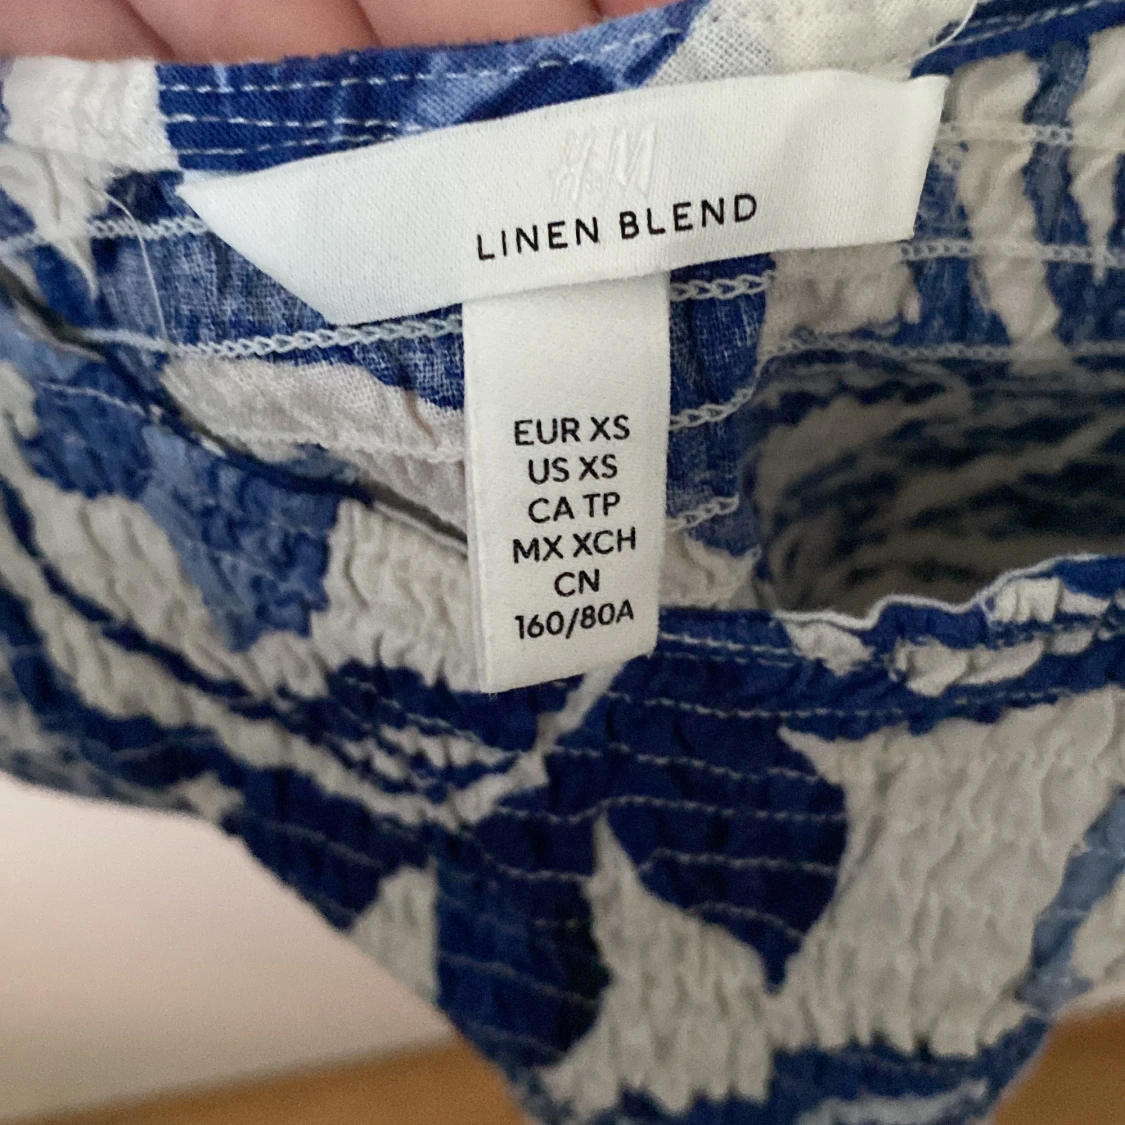 H&M
LINEN BLEND
EUR XS
US XS
CA TP
MX XCH
CN
160/80A